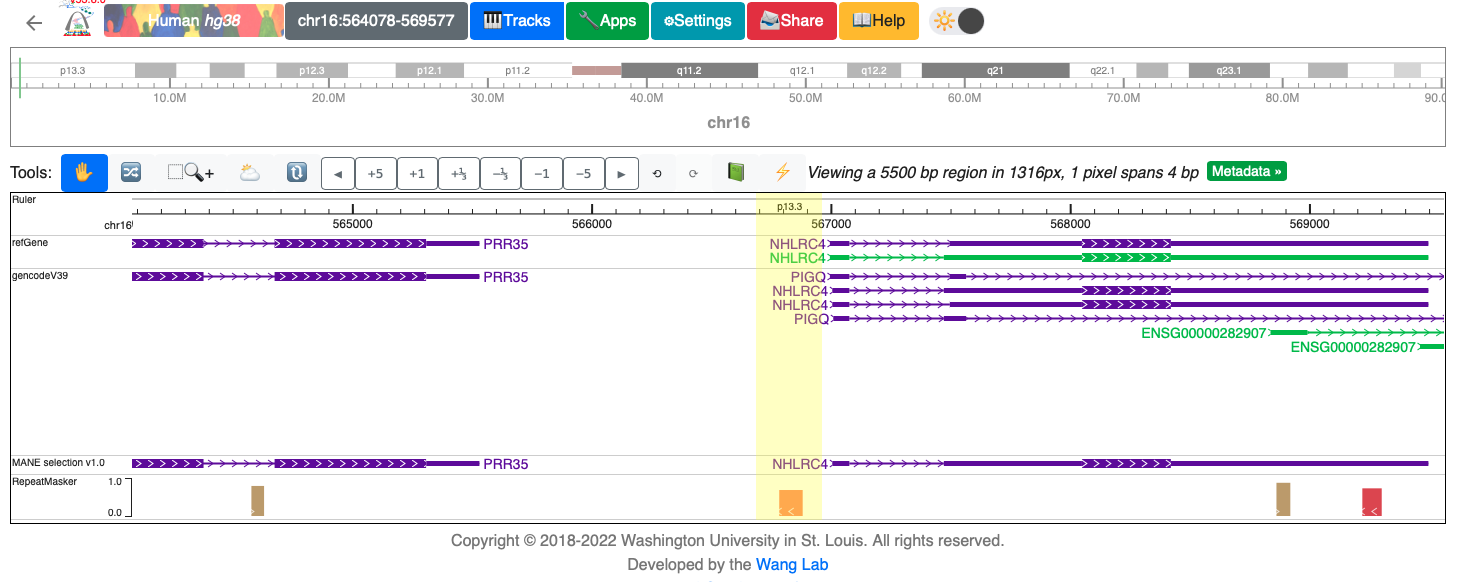 Human hg38 chr16:564078-569577 Tracks Apps Settings Share Help
p13.3 p12.3 p12.1 p11.2 q11.2 q12.1 q12.2 q21 q22.1 q23.1
10.0M 20.0M 30.0M 40.0M 50.0M 60.0M 70.0M 80.0M 90.0
chr16
Tools: +5 +1 +⅓ -⅓ -1 -5 Viewing a 5500 bp region in 1316px, 1 pixel spans 4 bp Metadata »
Ruler
p13.3
chr16 565000 566000 567000 568000 569000
refGene PRR35 NHLRC4
NHLRC4
gencodeV39 PRR35 PIGQ
NHLRC4
NHLRC4
PIGQ
ENSG00000282907
ENSG00000282907
MANE selection v1.0 PRR35 NHLRC4
RepeatMasker 1.0
0.0
Copyright © 2018-2022 Washington University in St. Louis. All rights reserved.
Developed by the Wang Lab